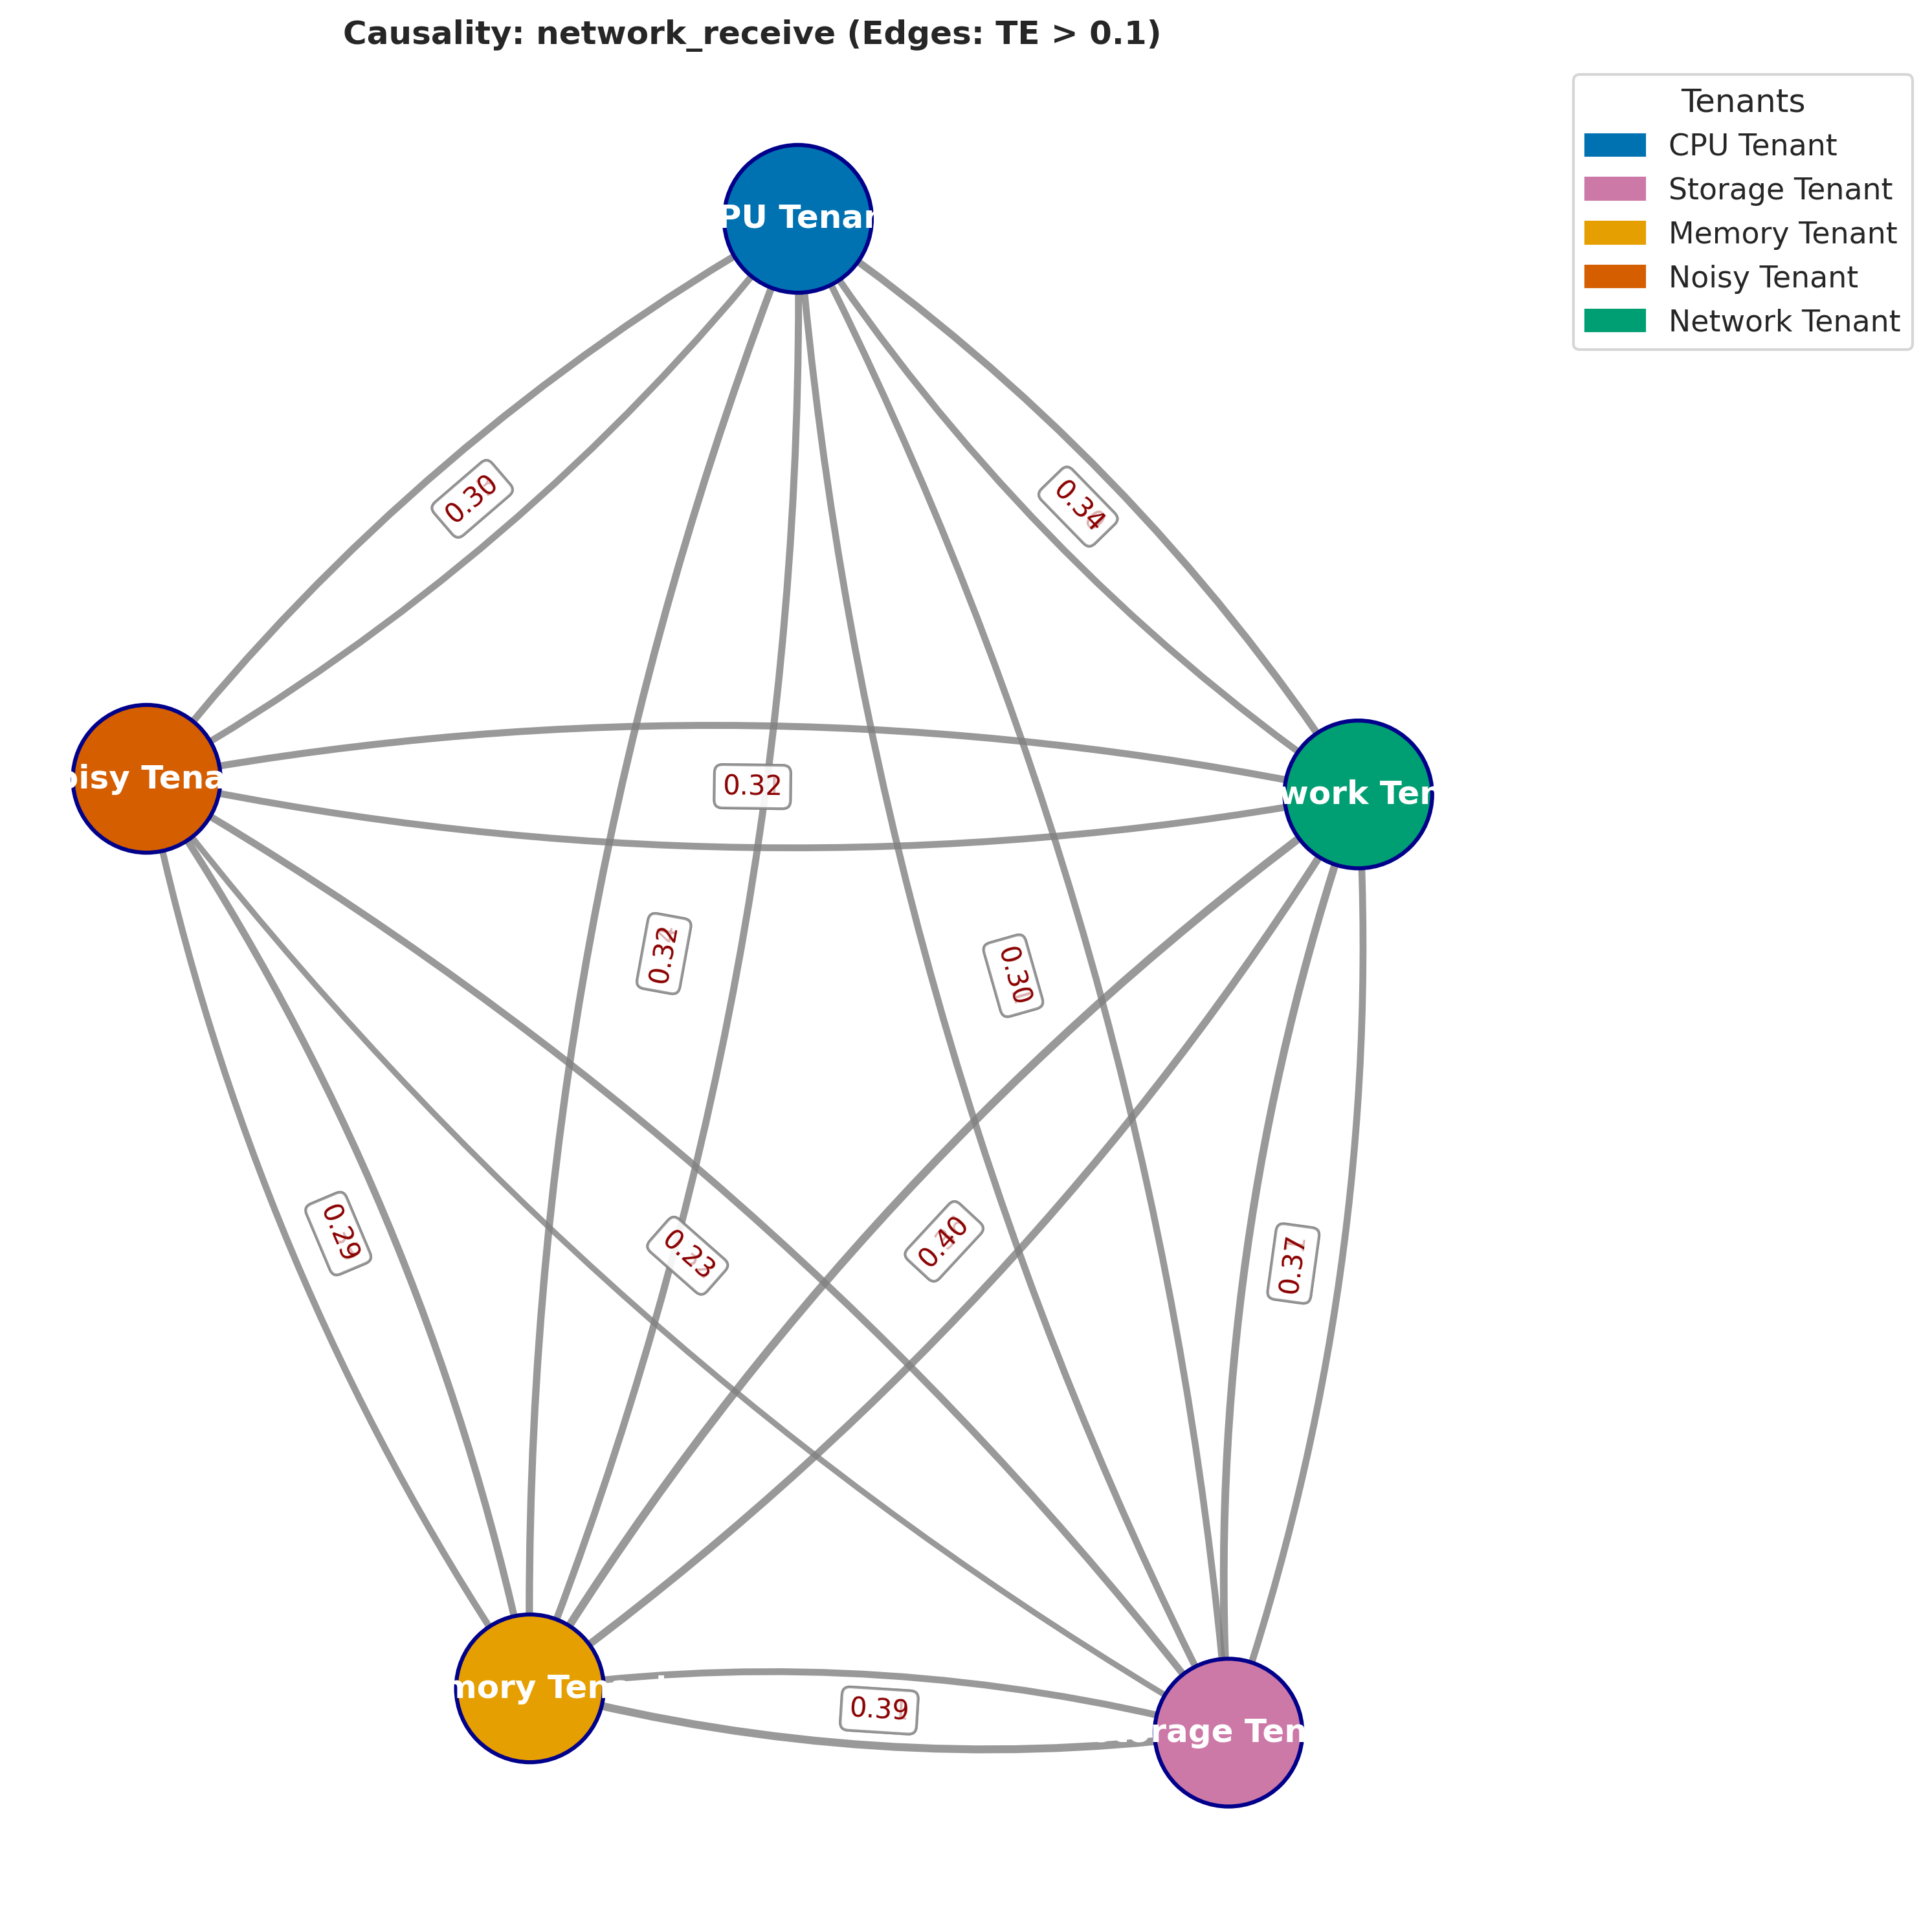 Causality: network_receive (Edges: TE > 0.1)
Tenants
CPU Tenant
Storage Tenant
Memory Tenant
Noisy Tenant
Network Tenant
PU Tenan
0.30
0.34
oisy Tena
work Ter
0.32
0.32
0.30
0.29
0.23
0.40
0.37
mory Ten
0.39
rage Ten